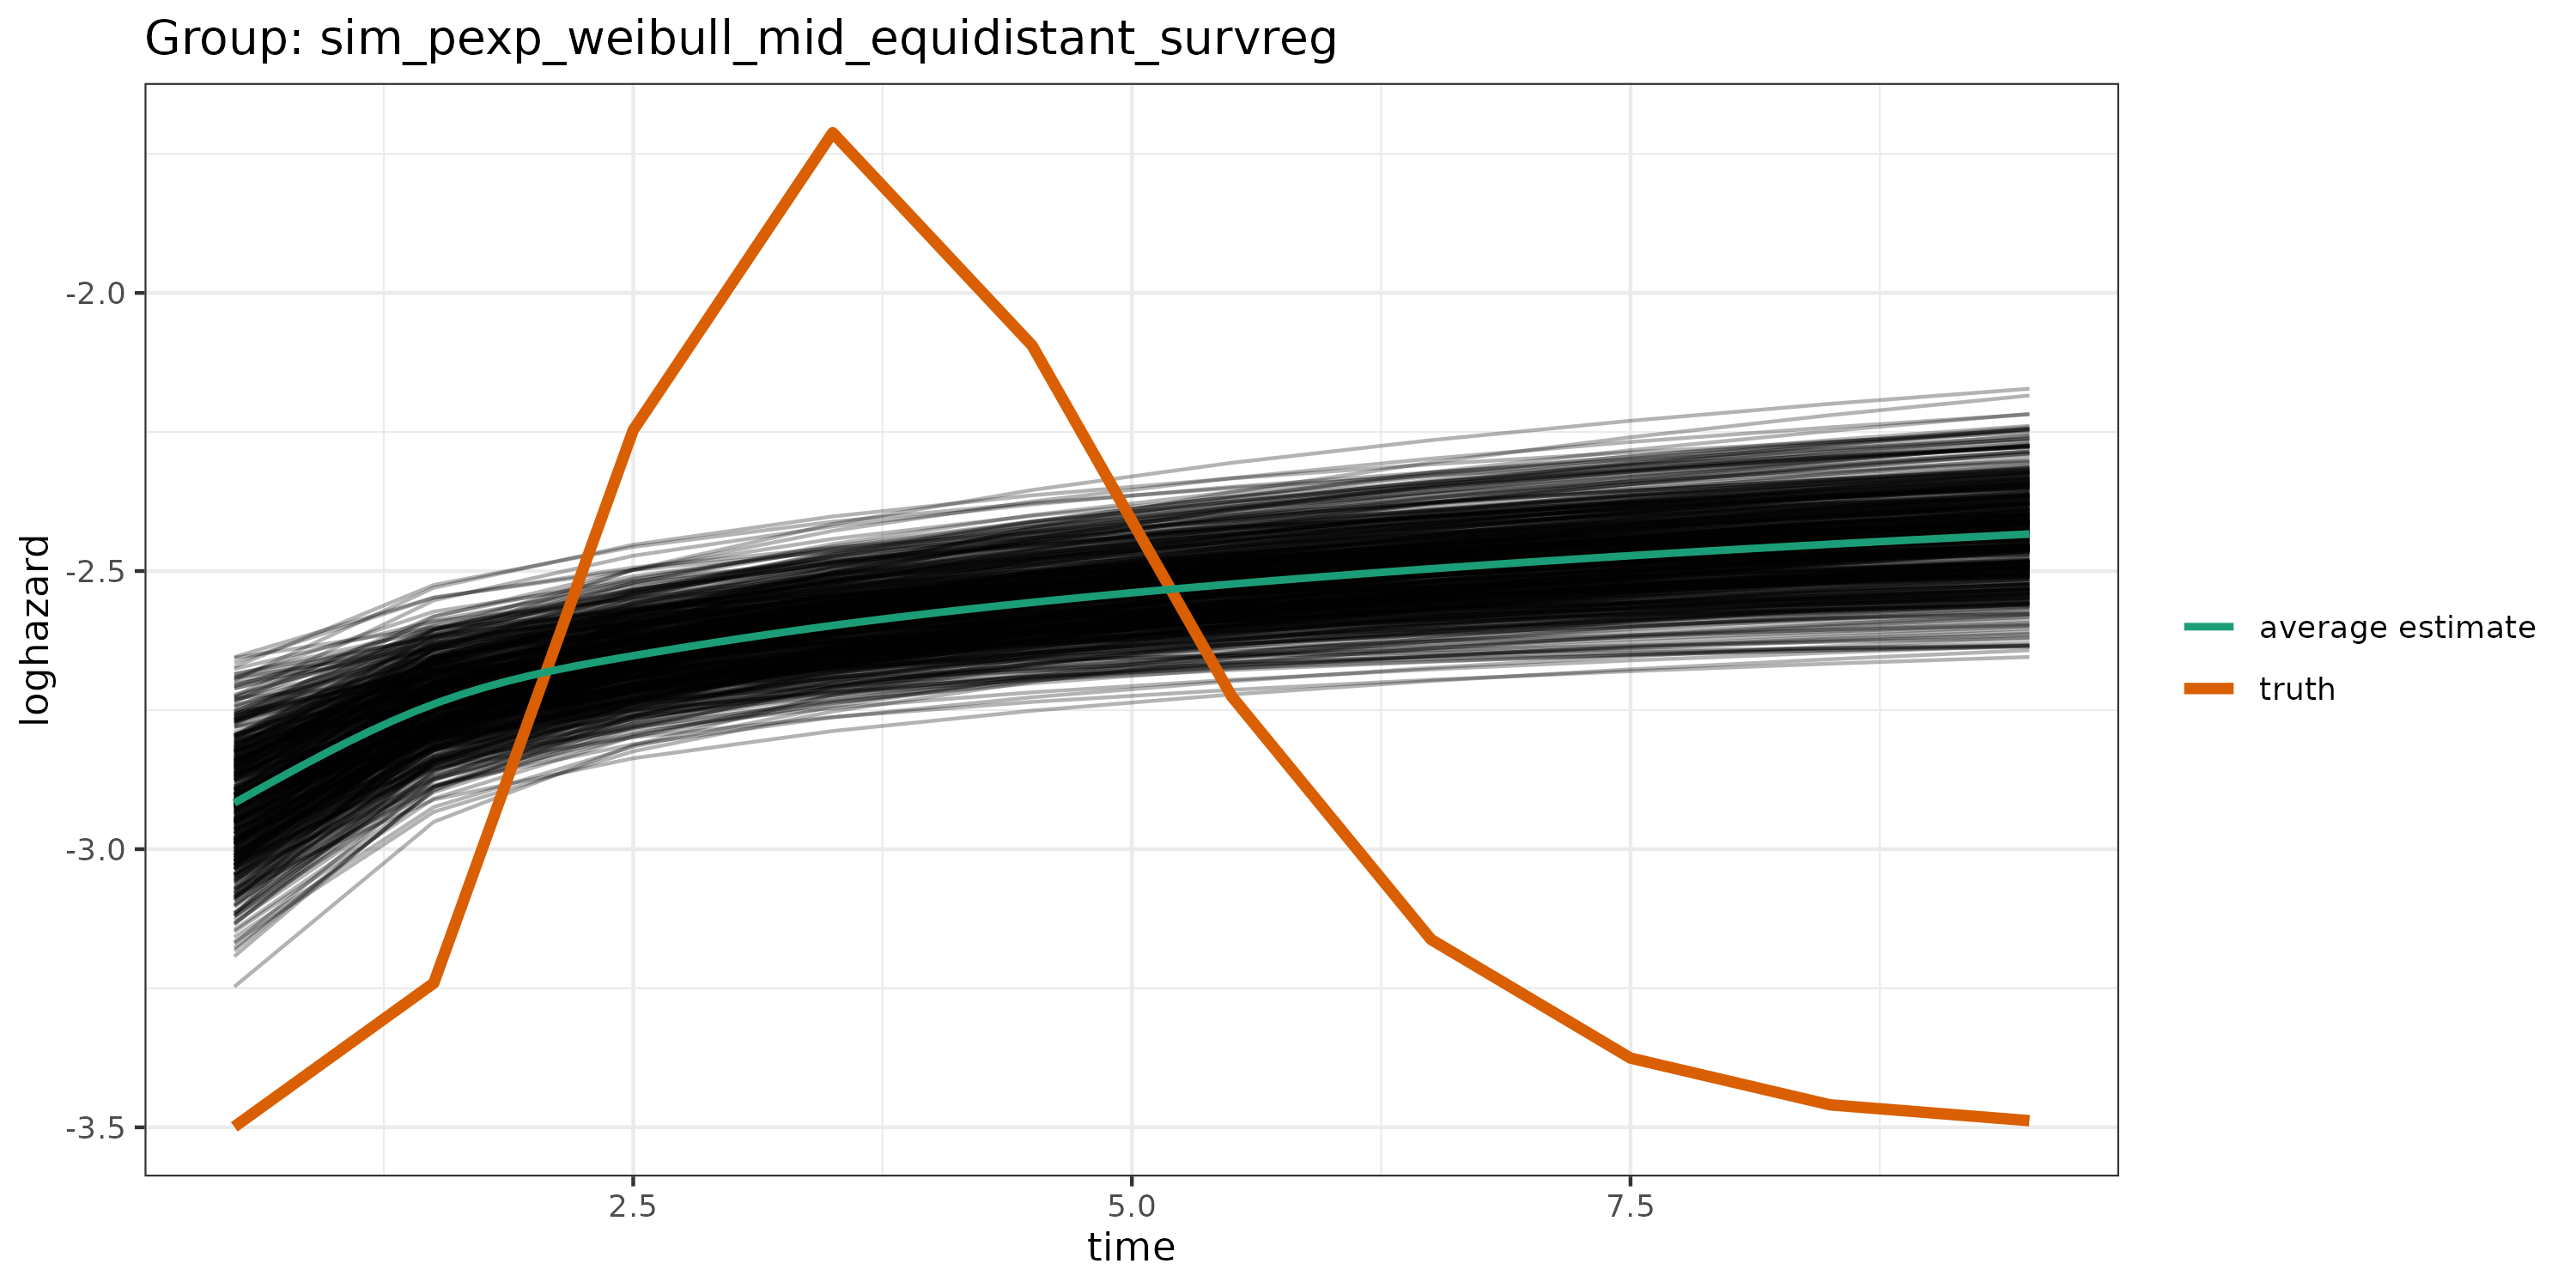 Group: sim_pexp_weibull_mid_equidistant_survreg
loghazard
-2.0
-2.5
-3.0
-3.5
2.5
5.0
7.5
time
average estimate
truth